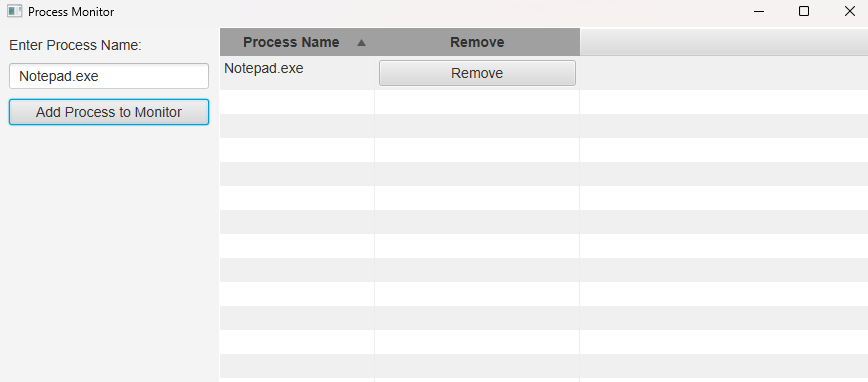 Process Monitor
Enter Process Name:
Notepad.exe
Add Process to Monitor
Process Name
Remove
Notepad.exe
Remove